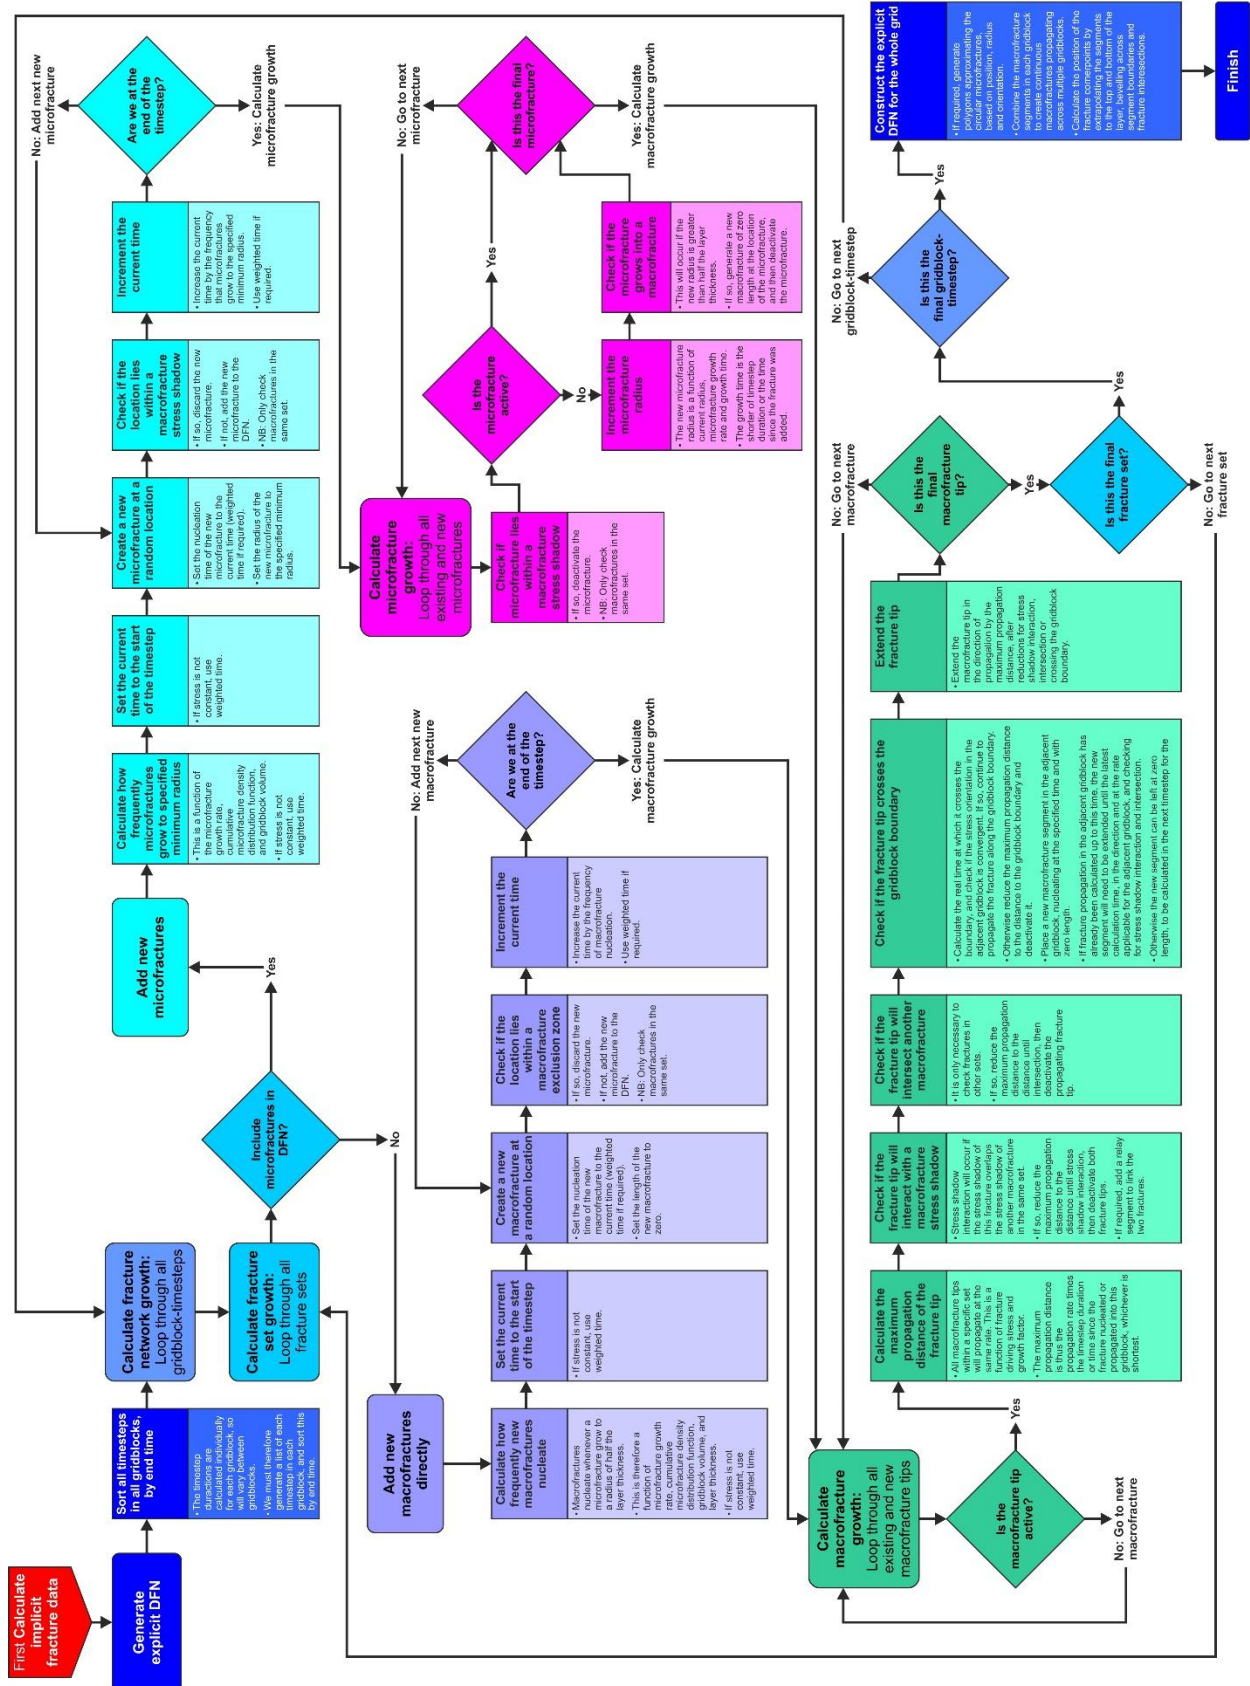 First Calculate
implicit
fracture data
Generate
explicit DFN
Sort all timesteps
in all gridblocks,
by end time
• The timestep
durations are
calculated individually
for each gridblock, so
will vary between
gridblocks.
• We must therefore
generate a list of each
timestep in each
gridblock, and sort this
by end time.
Calculate fracture
network growth:
Loop through all
gridblock-timesteps
Calculate fracture
set growth:
Loop through all
fracture sets
Include
microfractures in
DFN?
Yes
No
Add new
microfractures
Calculate how
frequently
microfractures
grow to specified
minimum radius
• This is a function of
the microfracture
growth rate,
cumulative
microfracture density
distribution function,
and gridblock volume.
• If stress is not
constant, use
weighted time.
Set the current
time to the start
of the timestep
• If stress is not
constant, use
weighted time.
Create a new
microfracture at a
random location
• Set the nucleation
time of the new
microfracture to the
current time (weighted
time if required).
• Set the radius of the
new microfracture to
the specified minimum
radius.
Check if the
location lies
within a
macrofracture
stress shadow
• If so, discard the new
microfracture.
• If not, add the new
microfracture to the
DFN.
• NB: Only check
macrofractures in the
same set.
Increment the
current time
• Increase the current
time by the frequency
that microfractures
grow to the specified
minimum radius.
• Use weighted time if
required.
Are we at the
end of the
timestep?
No: Add next new
microfracture
Yes: Calculate
microfracture growth
Calculate
microfracture
growth:
Loop through all
existing and new
microfractures
Check if
microfracture lies
within a
macrofracture
stress shadow
• If so, deactivate the
microfracture.
• NB: Only check
macrofractures in the
same set.
Is the
microfracture
active?
Yes
No
Increment the
microfracture
radius
• The new microfracture
radius is a function of
current radius,
microfracture growth
rate and growth time.
• The growth time is the
shorter of timestep
duration or the time
since the fracture was
added.
Check if the
microfracture
grows into a
macrofracture
• This will occur if the
new radius is greater
than half the layer
thickness.
• If so, generate a new
macrofracture of zero
length at the location
of the microfracture,
and then deactivate
the microfracture.
Is this the final
microfracture?
No: Go to next
microfracture
Yes: Calculate
macrofracture growth
Add new
macrofractures
directly
Calculate how
frequently new
macrofractures
nucleate
• Macrofractures
nucleate whenever a
microfracture grow to
a radius of half the
layer thickness.
• This is therefore a
function of
microfracture growth
rate, cumulative
microfracture density
distribution function,
gridblock volume, and
layer thickness.
• If stress is not
constant, use
weighted time.
Set the current
time to the start
of the timestep
• If stress is not
constant, use
weighted time.
Create a new
macrofracture at
a random location
• Set the nucleation
time of the new
macrofracture to the
current time (weighted
time if required).
• Set the length of the
new macrofracture to
zero.
Check if the
location lies
within a
macrofracture
exclusion zone
• If so, discard the new
microfracture.
• If not, add the new
microfracture to the
DFN.
• NB: Only check
macrofractures in the
same set.
Increment the
current time
• Increase the current
time by the frequency
of macrofracture
nucleation.
• Use weighted time if
required.
Are we at the
end of the
timestep?
No: Add next new
macrofracture
Yes: Calculate
macrofracture growth
Calculate
macrofracture
growth:
Loop through all
existing and new
macrofracture tips
Is the
macrofracture tip
active?
Yes
No: Go to next
macrofracture
Calculate the
maximum
propagation
distance of the
fracture tip
• All macrofracture tips
within a specific set
will propagate at the
same rate. This is a
function of fracture
driving stress and
growth factor.
• The maximum
propagation distance
is thus the
propagation rate times
the timestep duration
or time since the
fracture nucleated or
propagated into this
gridblock, whichever is
shortest.
Check if the
fracture tip will
interact with a
macrofracture
stress shadow
• Stress shadow
interaction will occur if
the stress shadow of
this fracture overlaps
the stress shadow of
another macrofracture
in the same set.
• If so, reduce the
maximum propagation
distance to the
distance until stress
shadow interaction,
then deactivate both
fracture tips.
• If required, add a relay
segment to link the
two fractures.
Check if the
fracture tip will
intersect another
macrofracture
• It is only necessary to
check fractures in
other sets.
• If so, reduce the
maximum propagation
distance to the
distance until
intersection, then
deactivate the
propagating fracture
tip.
Check if the fracture tip crosses the
gridblock boundary
• Calculate the real time at which it crosses the
boundary, and check if the stress orientation in the
adjacent gridblock is convergent. If so, continue to
propagate the fracture along the gridblock boundary.
• Otherwise reduce the maximum propagation distance
to the distance to the gridblock boundary and
deactivate it.
• Place a new macrofracture segment in the adjacent
gridblock, nucleating at the specified time and with
zero length.
• If fracture propagation in the adjacent gridblock has
already been calculated up to this time, the new
segment will need to be extended until the latest
calculation time, in the direction and at the rate
applicable for the adjacent gridblock, and checking
for stress shadow interaction and intersection.
• Otherwise the new segment can be left at zero
length, to be calculated in the next timestep for the
Extend the
fracture tip
• Extend the
macrofracture tip in
the direction of
propagation by the
maximum propagation
distance, after
reductions for stress
shadow interaction,
intersection or
crossing the gridblock
boundary.
Is this the
final
macrofracture
tip?
No: Go to next
macrofracture
Yes
Is this the final
fracture set?
No: Go to next
fracture set
Yes
Is this the
final gridblock-
timestep?
No: Go to next
gridblock-timestep
Yes
Construct the explicit
DFN for the whole grid
• If required, generate
polygons approximating the
circular microfractures,
based on position, radius
and orientation.
• Combine the macrofracture
segments in each gridblock
to create continuous
macrofractures propagating
across multiple gridblocks.
• Calculate the position of the
fracture cornerpoints by
extrapolating the segments
to the top and bottom of the
layer, bevelling across
segment boundaries and
fracture interesections.
Finish